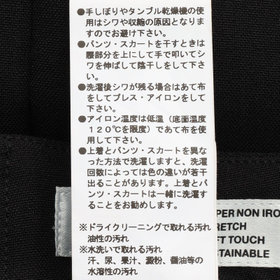 ●手しぼりやタンブル乾燥機の使
用はシワや収縮の原因となりま
すのでお避け下さい。
●パンツ・スカートを干すときは
腰部分を上にして手で叩いてシ
ワを伸ばして陰干しをして下さ
い。
●洗濯後シワが残る場合はあて布
をしてプレス・アイロンをして
下さい。
●アイロン温度は低温（底面温度
120℃を限度）であて布を使
用して下さい。
●上着とパンツ・スカートを異な
った方法で洗濯しますと、洗濯
回数によっては色の違いが若干
出ることがあります。上着とパ
ンツ・スカートは一緒に洗濯す
ることをお勧めします。
※ドライクリーニングで取れる汚れ
油性の汚れ
※水洗いで取れる汚れ
汗、尿、果汁、澱粉、醤油等の
水溶性の汚れ
PER NON IRO
RETCH
FT TOUCH
SUSTAINABLE